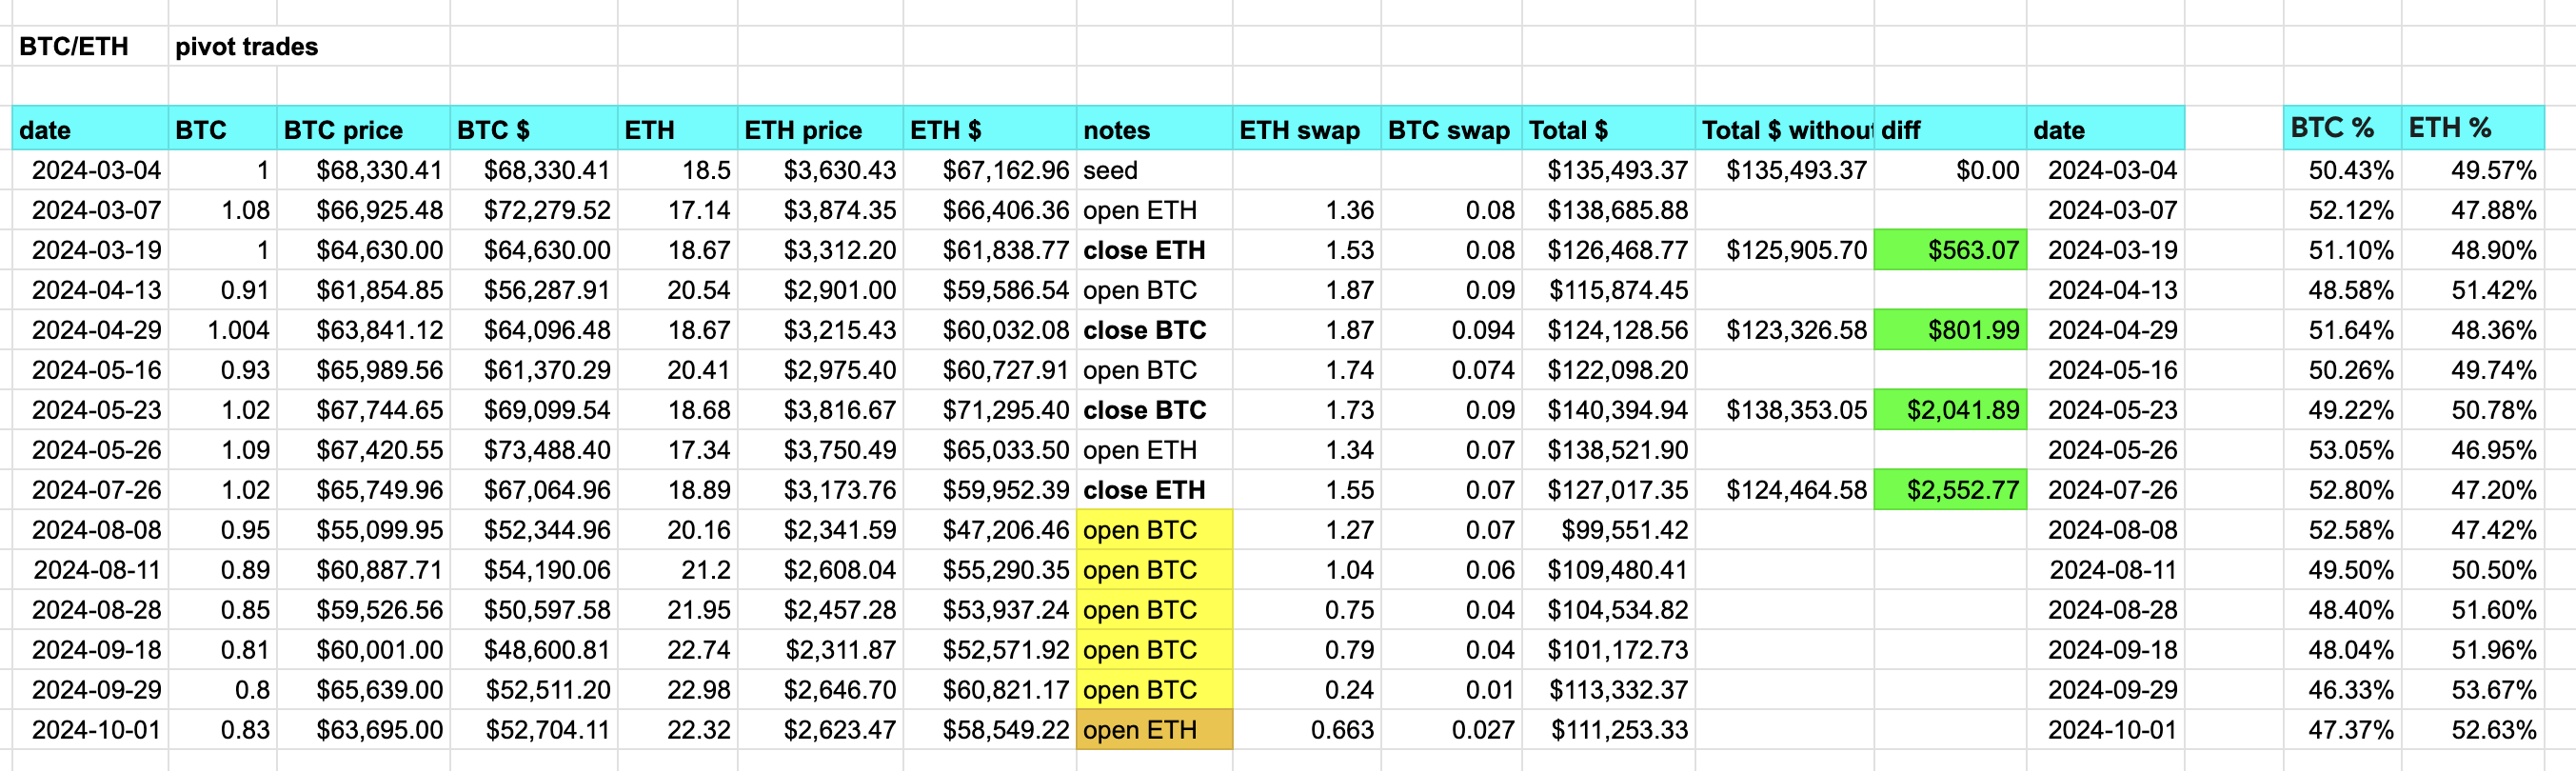 BTC/ETH pivot trades
date BTC BTC price BTC $ ETH ETH price ETH $ notes ETH swap BTC swap Total $ Total $ without diff date BTC % ETH %
2024-03-04 1 $68,330.41 $68,330.41 18.5 $3,630.43 $67,162.96 seed $135,493.37 $135,493.37 $0.00 2024-03-04 50.43% 49.57%
2024-03-07 1.08 $66,925.48 $72,279.52 17.14 $3,874.35 $66,406.36 open ETH 1.36 0.08 $138,685.88 2024-03-07 52.12% 47.88%
2024-03-19 1 $64,630.00 $64,630.00 18.67 $3,312.20 $61,838.77 close ETH 1.53 0.08 $126,468.77 $125,905.70 $563.07 2024-03-19 51.10% 48.90%
2024-04-13 0.91 $61,854.85 $56,287.91 20.54 $2,901.00 $59,586.54 open BTC 1.87 0.09 $115,874.45 2024-04-13 48.58% 51.42%
2024-04-29 1.004 $63,841.12 $64,096.48 18.67 $3,215.43 $60,032.08 close BTC 1.87 0.094 $124,128.56 $123,326.58 $801.99 2024-04-29 51.64% 48.36%
2024-05-16 0.93 $65,989.56 $61,370.29 20.41 $2,975.40 $60,727.91 open BTC 1.74 0.074 $122,098.20 2024-05-16 50.26% 49.74%
2024-05-23 1.02 $67,744.65 $69,099.54 18.68 $3,816.67 $71,295.40 close BTC 1.73 0.09 $140,394.94 $138,353.05 $2,041.89 2024-05-23 49.22% 50.78%
2024-05-26 1.09 $67,420.55 $73,488.40 17.34 $3,750.49 $65,033.50 open ETH 1.34 0.07 $138,521.90 2024-05-26 53.05% 46.95%
2024-07-26 1.02 $65,749.96 $67,064.96 18.89 $3,173.76 $59,952.39 close ETH 1.55 0.07 $127,017.35 $124,464.58 $2,552.77 2024-07-26 52.80% 47.20%
2024-08-08 0.95 $55,099.95 $52,344.96 20.16 $2,341.59 $47,206.46 open BTC 1.27 0.07 $99,551.42 2024-08-08 52.58% 47.42%
2024-08-11 0.89 $60,887.71 $54,190.06 21.2 $2,608.04 $55,290.35 open BTC 1.04 0.06 $109,480.41 2024-08-11 49.50% 50.50%
2024-08-28 0.85 $59,526.56 $50,597.58 21.95 $2,457.28 $53,937.24 open BTC 0.75 0.04 $104,534.82 2024-08-28 48.40% 51.60%
2024-09-18 0.81 $60,001.00 $48,600.81 22.74 $2,311.87 $52,571.92 open BTC 0.79 0.04 $101,172.73 2024-09-18 48.04% 51.96%
2024-09-29 0.8 $65,639.00 $52,511.20 22.98 $2,646.70 $60,821.17 open BTC 0.24 0.01 $113,332.37 2024-09-29 46.33% 53.67%
2024-10-01 0.83 $63,695.00 $52,704.11 22.32 $2,623.47 $58,549.22 open ETH 0.663 0.027 $111,253.33 2024-10-01 47.37% 52.63%